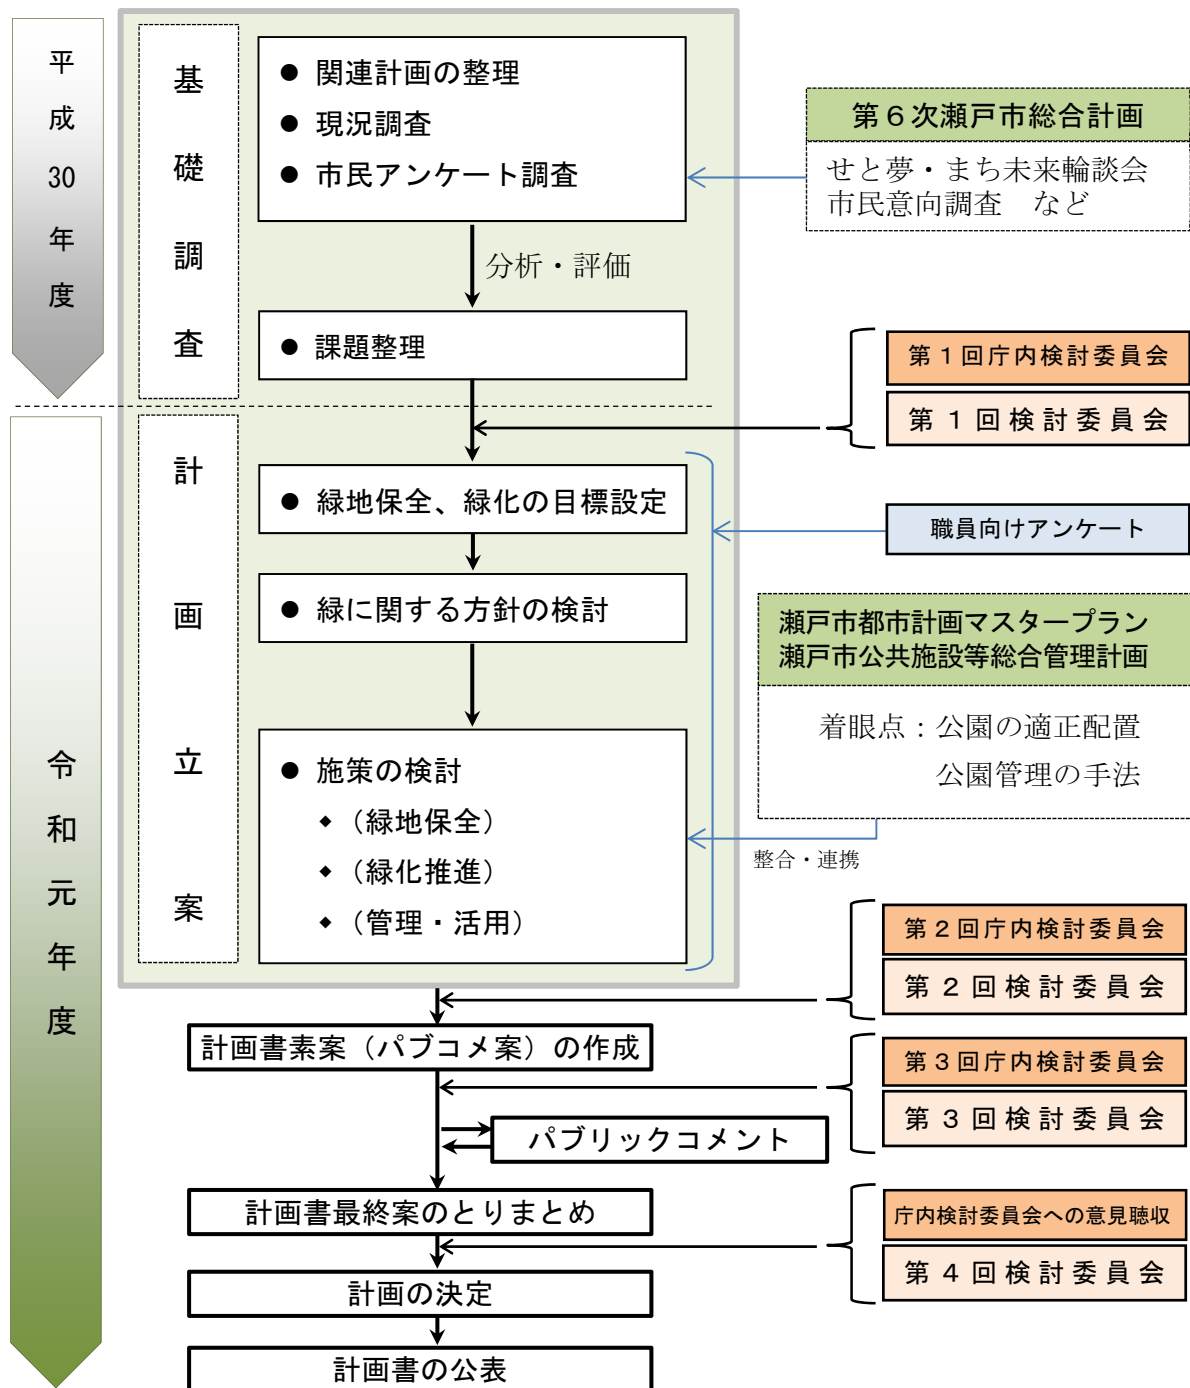 平成30年度
基礎調査
● 関連計画の整理
● 現況調査
● 市民アンケート調査
第６次瀬戸市総合計画
せと夢・まち未来輪談会
市民意向調査　など
分析・評価
● 課題整理
第１回庁内検討委員会
第１回検討委員会
令和元年度
計画立案
● 緑地保全、緑化の目標設定
職員向けアンケート
● 緑に関する方針の検討
瀬戸市都市計画マスタープラン
瀬戸市公共施設等総合管理計画
着眼点：公園の適正配置
公園管理の手法
● 施策の検討
◆（緑地保全）
◆（緑化推進）
◆（管理・活用）
整合・連携
第２回庁内検討委員会
第２回検討委員会
計画書素案（パブコメ案）の作成
第３回庁内検討委員会
第３回検討委員会
パブリックコメント
計画書最終案のとりまとめ
庁内検討委員会への意見聴収
第４回検討委員会
計画の決定
計画書の公表